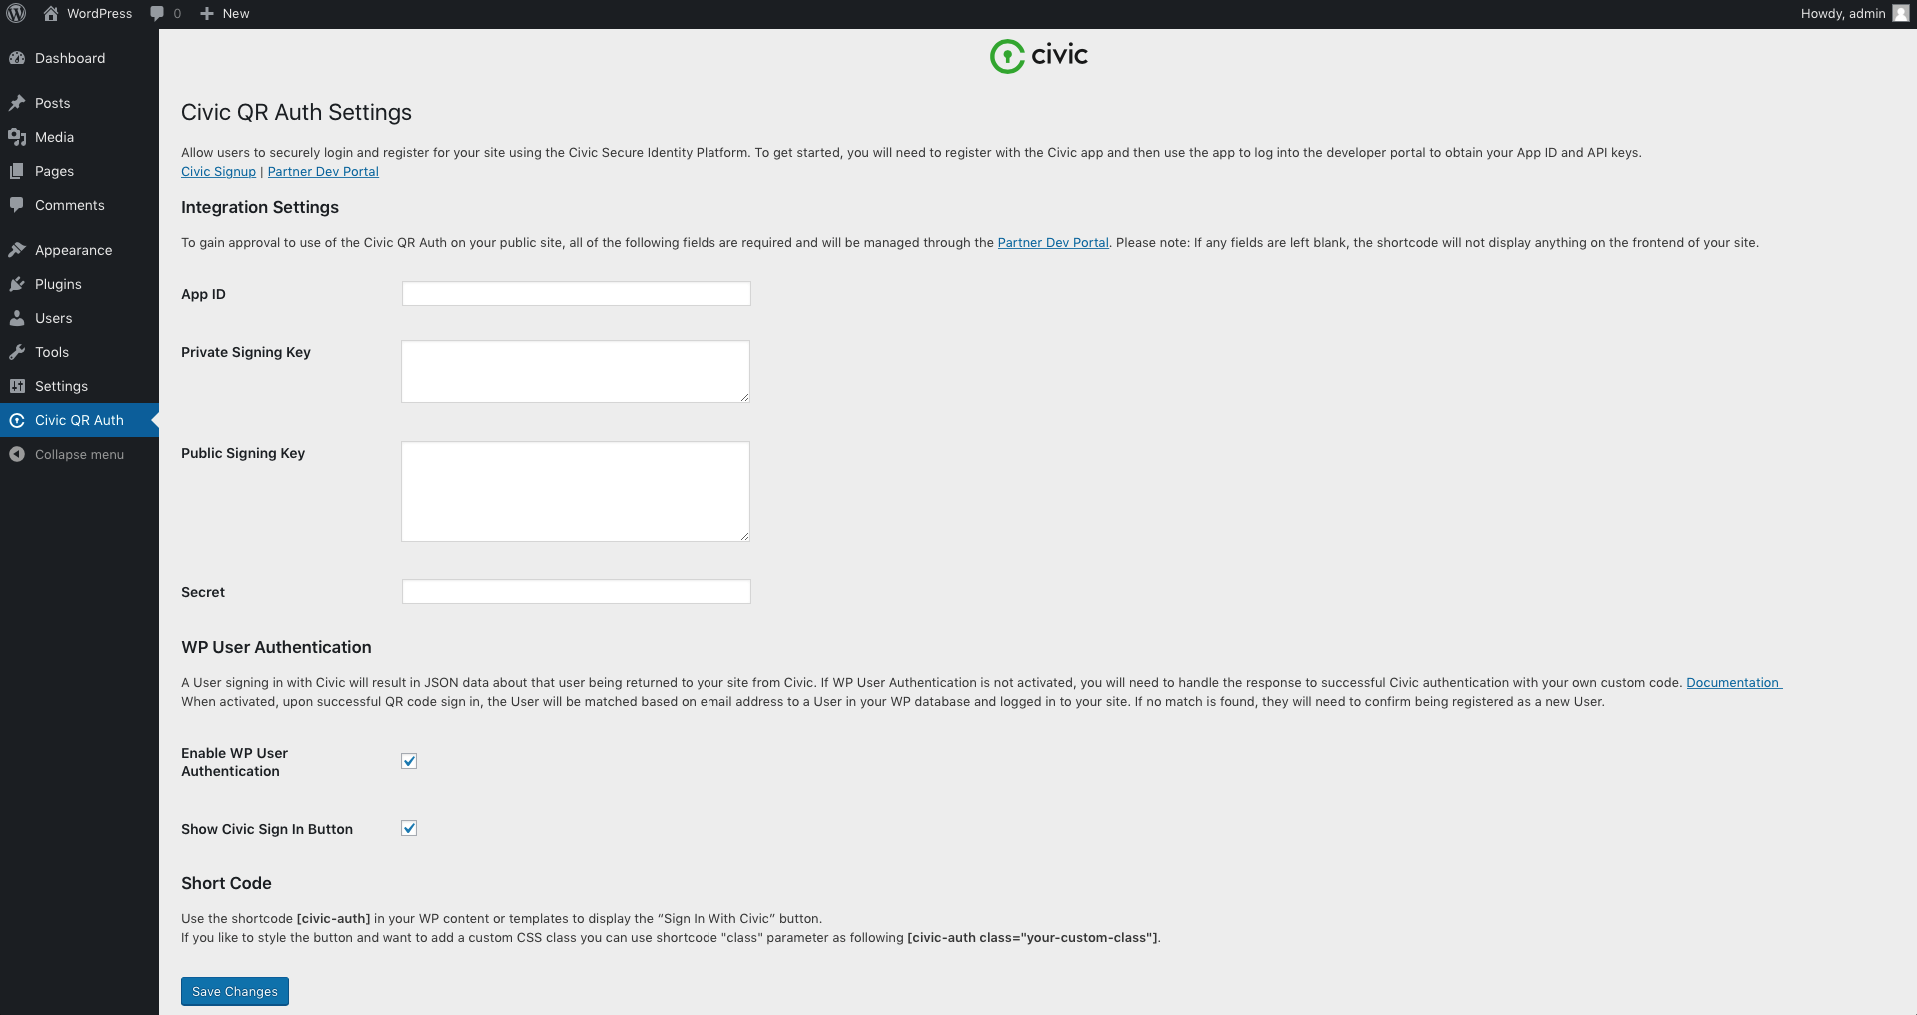 WordPress
0
New
Howdy, admin
Dashboard
Posts
Media
Pages
Comments
Appearance
Plugins
Users
Tools
Settings
Civic QR Auth
Collapse menu
civic
Civic QR Auth Settings
Allow users to securely login and register for your site using the Civic Secure Identity Platform. To get started, you will need to register with the Civic app and then use the app to log into the developer portal to obtain your App ID and API keys.
Civic Signup | Partner Dev Portal
Integration Settings
To gain approval to use of the Civic QR Auth on your public site, all of the following fields are required and will be managed through the Partner Dev Portal. Please note: If any fields are left blank, the shortcode will not display anything on the frontend of your site.
App ID
Private Signing Key
Public Signing Key
Secret
WP User Authentication
A User signing in with Civic will result in JSON data about that user being returned to your site from Civic. If WP User Authentication is not activated, you will need to handle the response to successful Civic authentication with your own custom code. Documentation
When activated, upon successful QR code sign in, the User will be matched based on email address to a User in your WP database and logged in to your site. If no match is found, they will need to confirm being registered as a new User.
Enable WP User
Authentication
Show Civic Sign In Button
Short Code
Use the shortcode [civic-auth] in your WP content or templates to display the “Sign In With Civic” button.
If you like to style the button and want to add a custom CSS class you can use shortcode "class" parameter as following [civic-auth class="your-custom-class"].
Save Changes